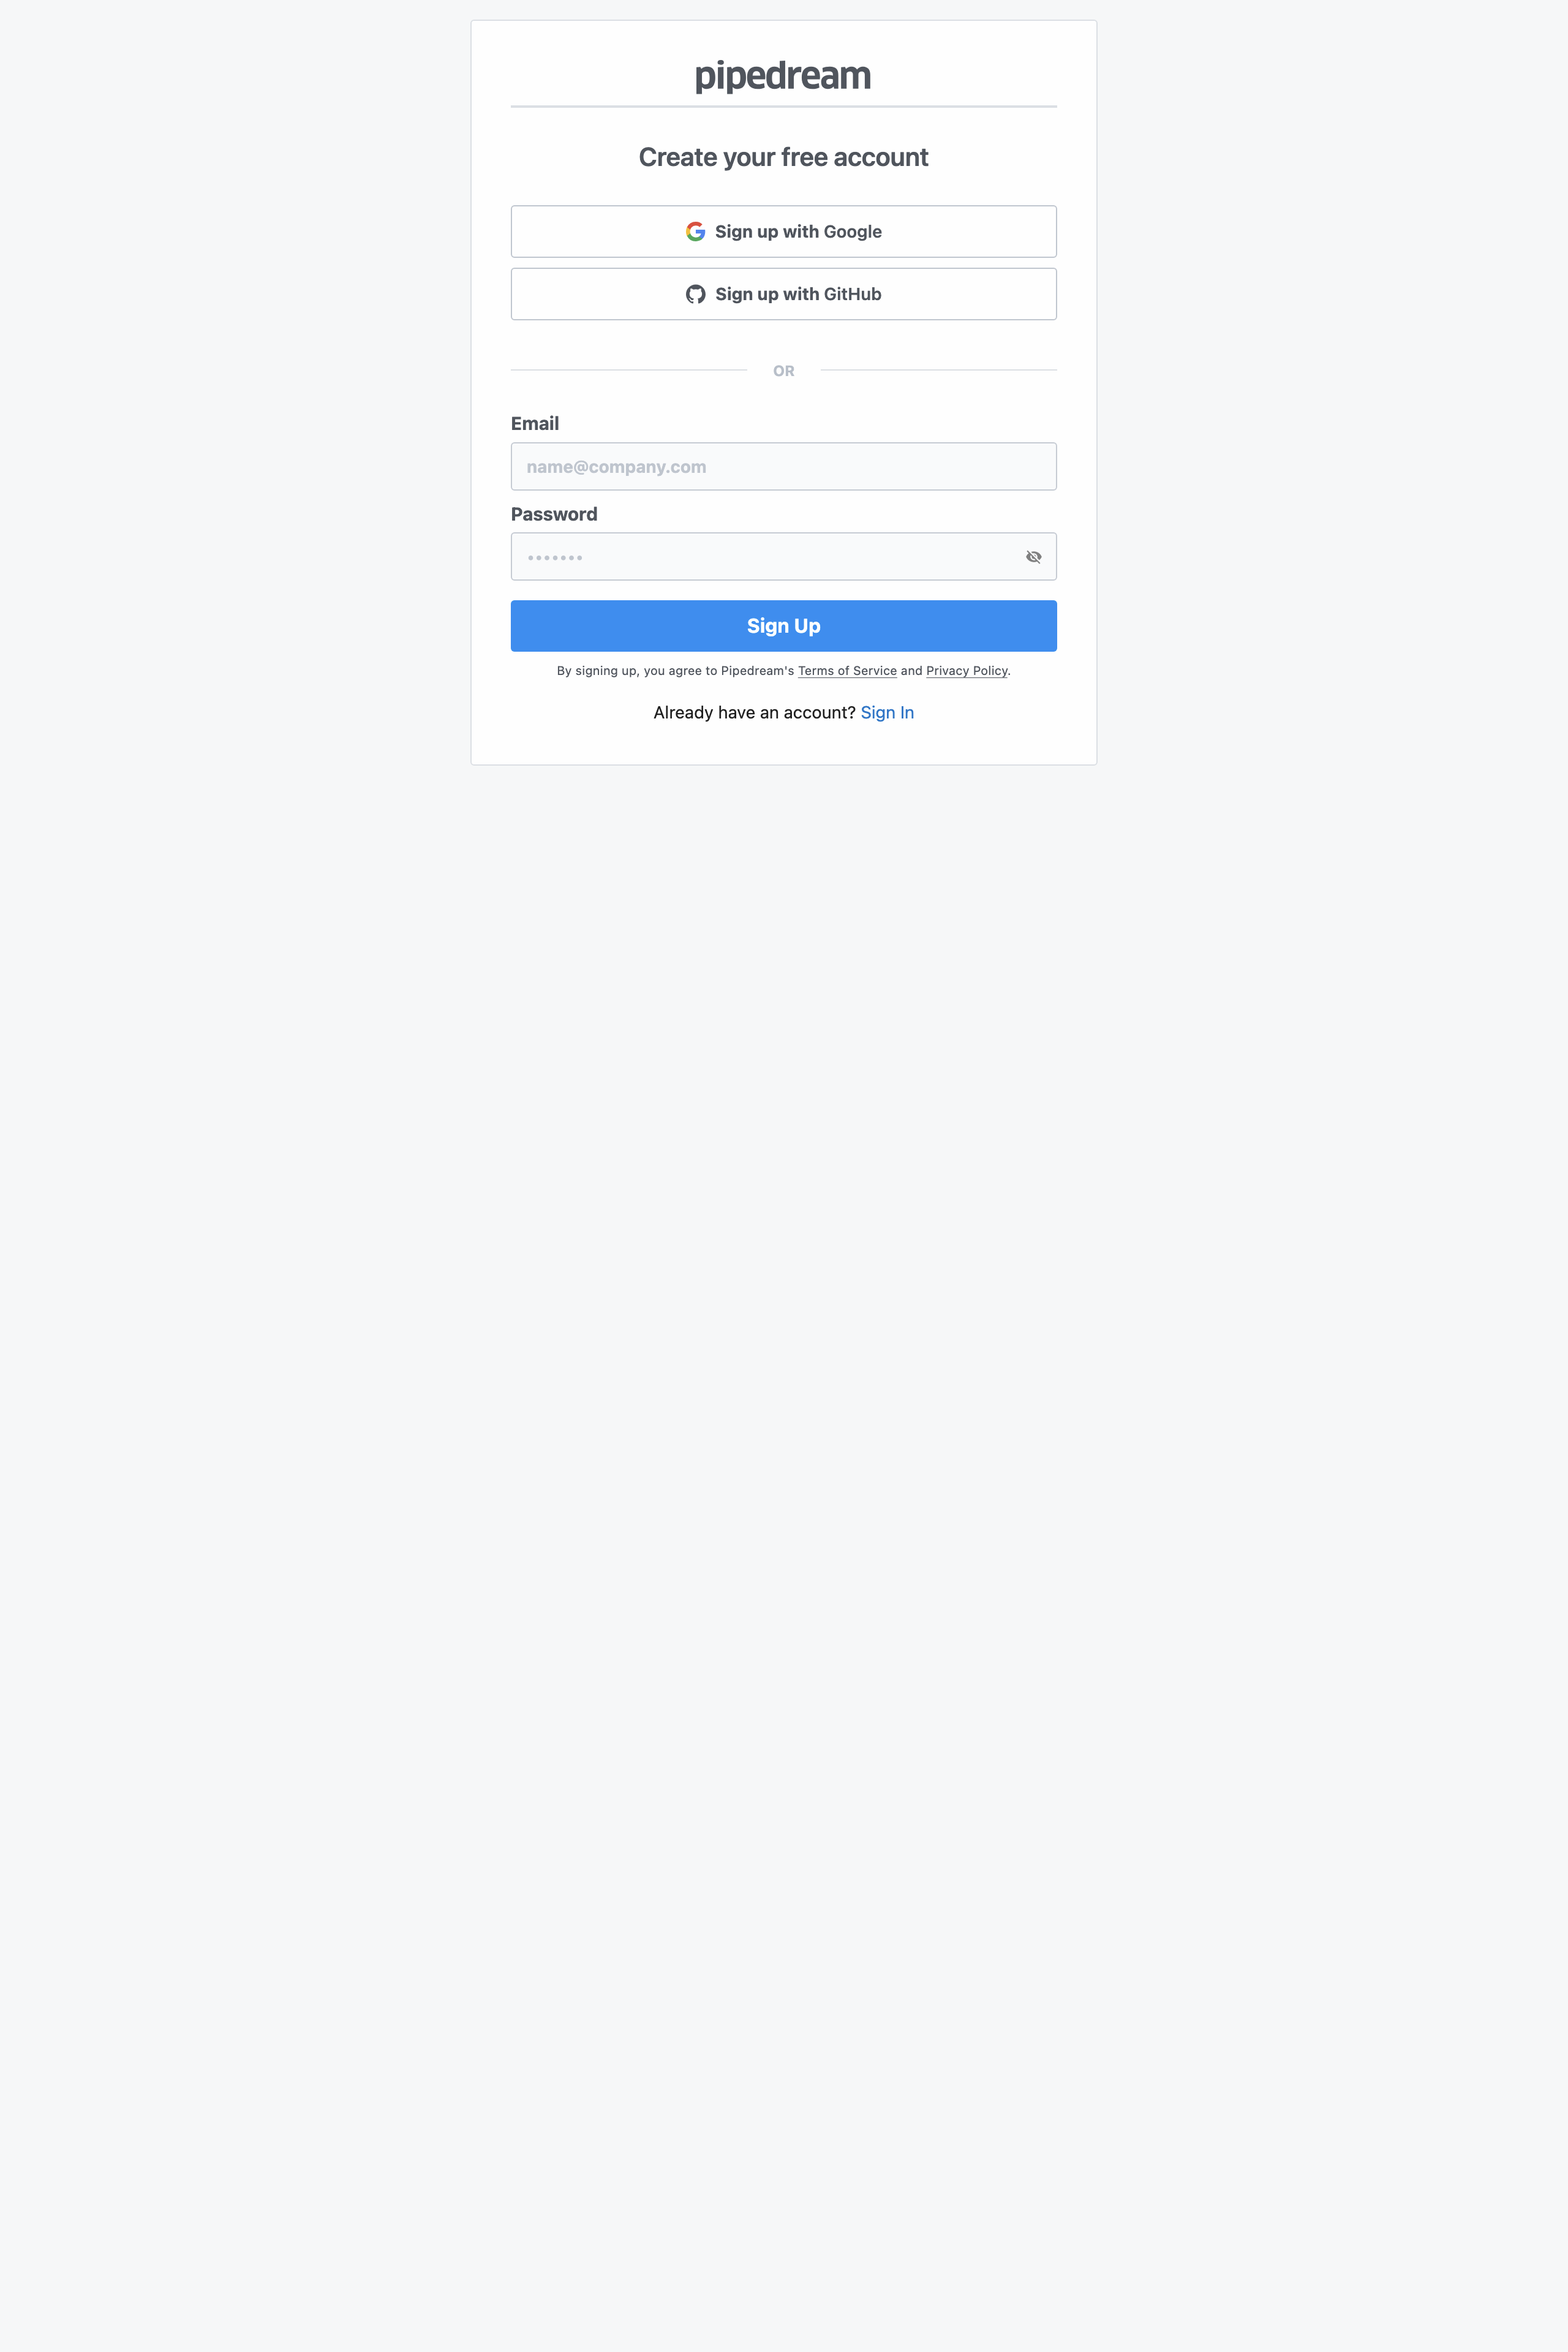 pipedream
Create your free account
Sign up with Google
Sign up with GitHub
OR
Email
name@company.com
Password
•••••••
Sign Up
By signing up, you agree to Pipedream's Terms of Service and Privacy Policy.
Already have an account? Sign In